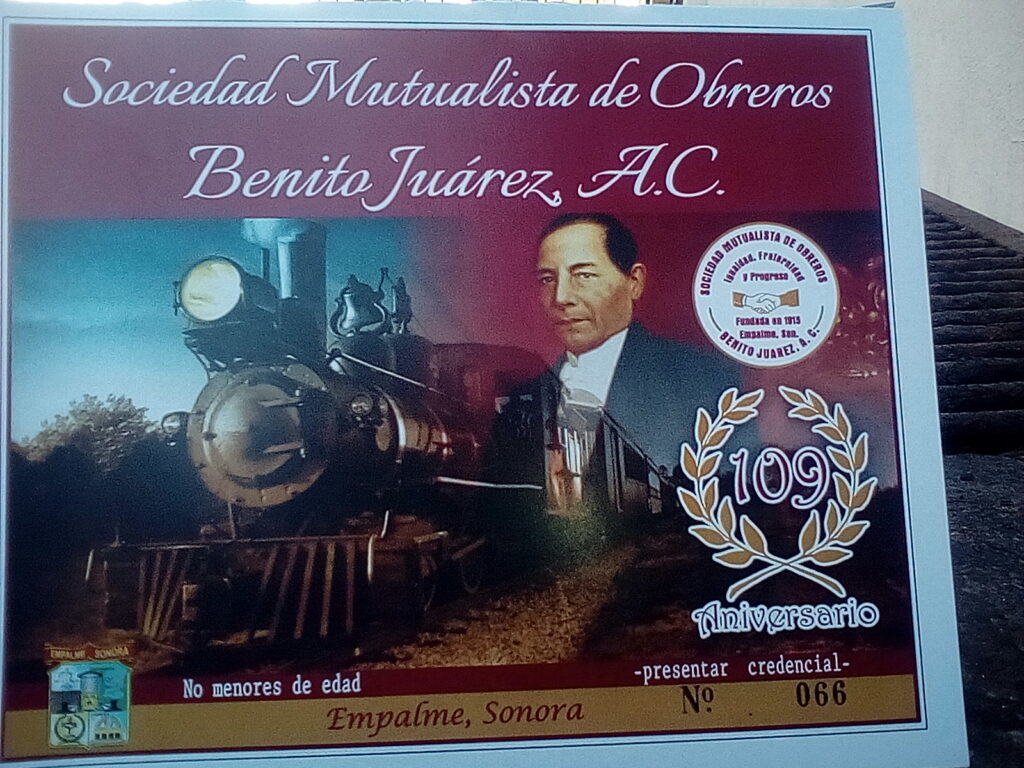 Sociedad Mutualista de Obreros
Benito Juárez, A.C.
SOCIEDAD MUTUALISTA DE OBREROS
Igualdad, Fraternidad
y Progreso
Fundada en 1913
Empalme, Son.
BENITO JUAREZ, A. C.
109
Aniversario
EMPALME SONORA
No menores de edad
-presentar credencial-
Empalme, Sonora
Nº 066